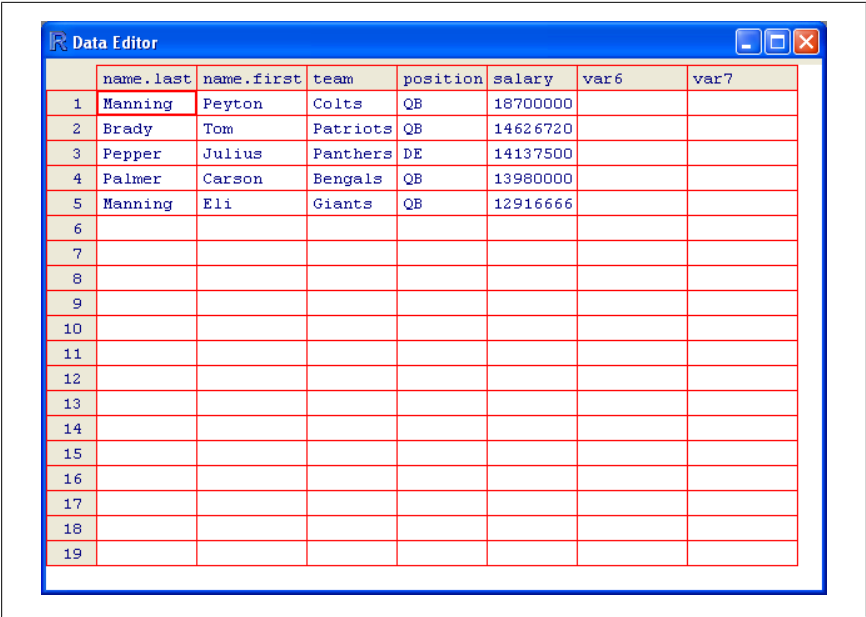 R Data Editor
name.last name.first team position salary var6 var7
1 Manning Peyton Colts QB 18700000
2 Brady Tom Patriots QB 14626720
3 Pepper Julius Panthers DE 14137500
4 Palmer Carson Bengals QB 13980000
5 Manning Eli Giants QB 12916666
6
7
8
9
10
11
12
13
14
15
16
17
18
19